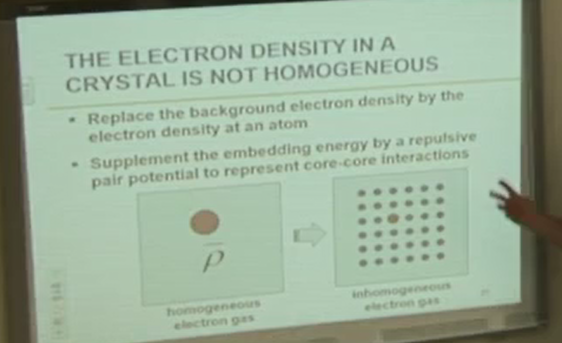 THE ELECTRON DENSITY IN A
CRYSTAL IS NOT HOMOGENEOUS
• Replace the background electron density by the
electron density at an atom
• Supplement the embedding energy by a repulsive
pair potential to represent core-core interactions
ρ̅
homogeneous
electron gas
inhomogeneous
electron gas